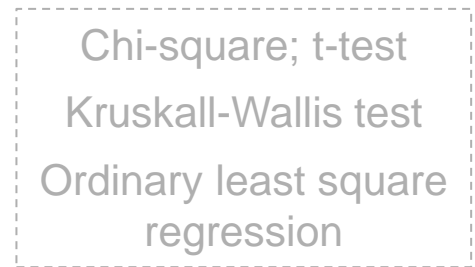 Chi-square; t-test
Kruskall-Wallis test
Ordinary least square
regression